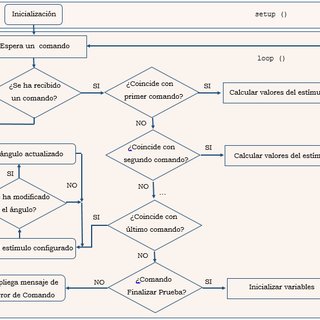 Inicialización
setup ()
Espera un comando
loop ()
¿Se ha recibido
un comando?
SI
¿Coincide con
primer comando?
SI
Calcular valores del estímu
NO
¿Coincide con
segundo comando?
SI
Calcular valores del estím
NO
...
ángulo actualizado
SI
NO
ha modificado
el ángulo?
¿Coincide con
último comando?
SI
estímulo configurado
NO
¿Comando
Finalizar Prueba?
NO
SI
pliega mensaje de
rror de Comando
Inicializar variables